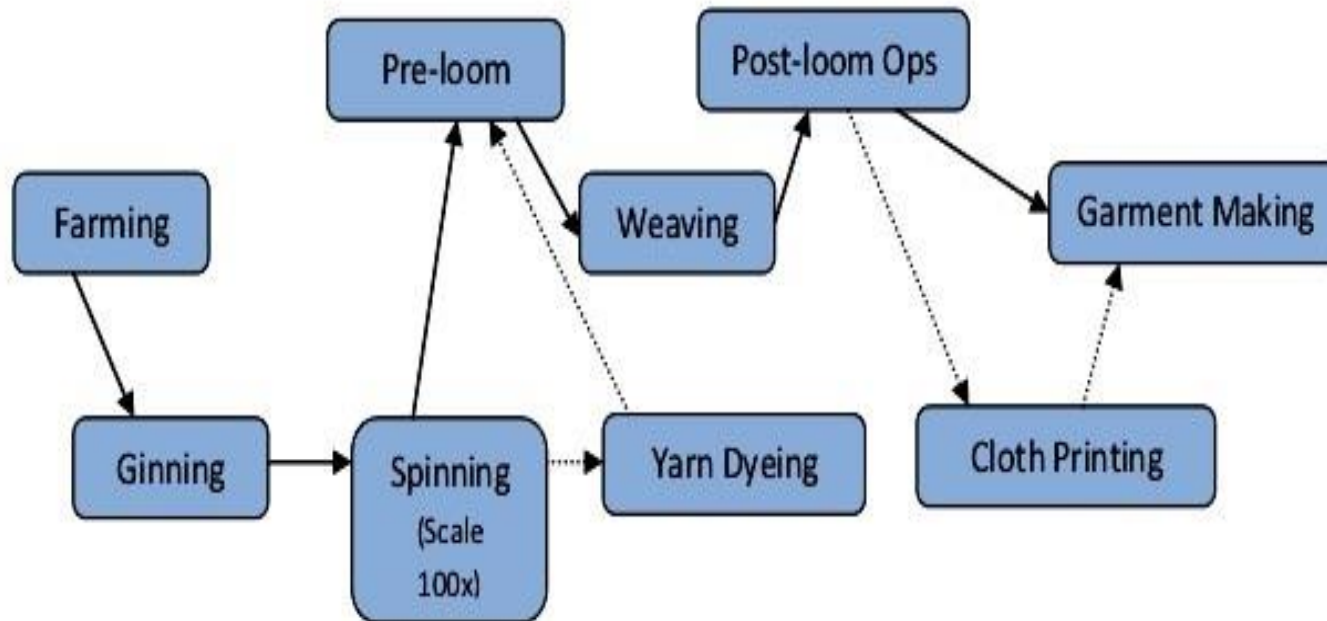 Pre-loom
Post-loom Ops
Farming
Weaving
Garment Making
Ginning
Spinning
(Scale
100x)
Yarn Dyeing
Cloth Printing